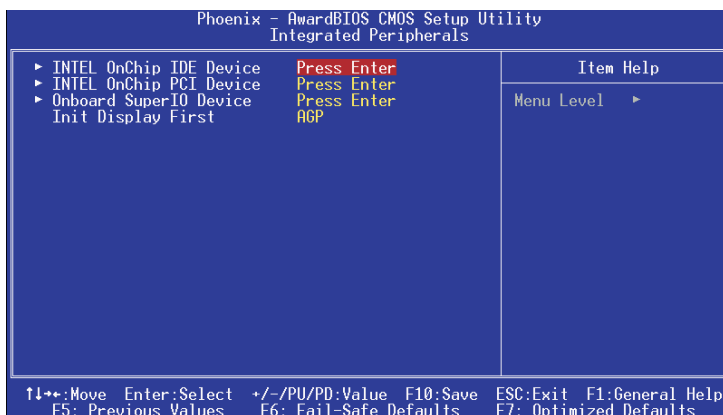 Phoenix - AwardBIOS CMOS Setup Utility
Integrated Peripherals
► INTEL OnChip IDE Device Press Enter
► INTEL OnChip PCI Device Press Enter
► Onboard SuperIO Device Press Enter
Init Display First AGP
Item Help
Menu Level ►
↑↓→←:Move Enter:Select +/-/PU/PD:Value F10:Save ESC:Exit F1:General Help
F5: Previous Values F6: Fail-Safe Defaults F7: Optimized Defaults